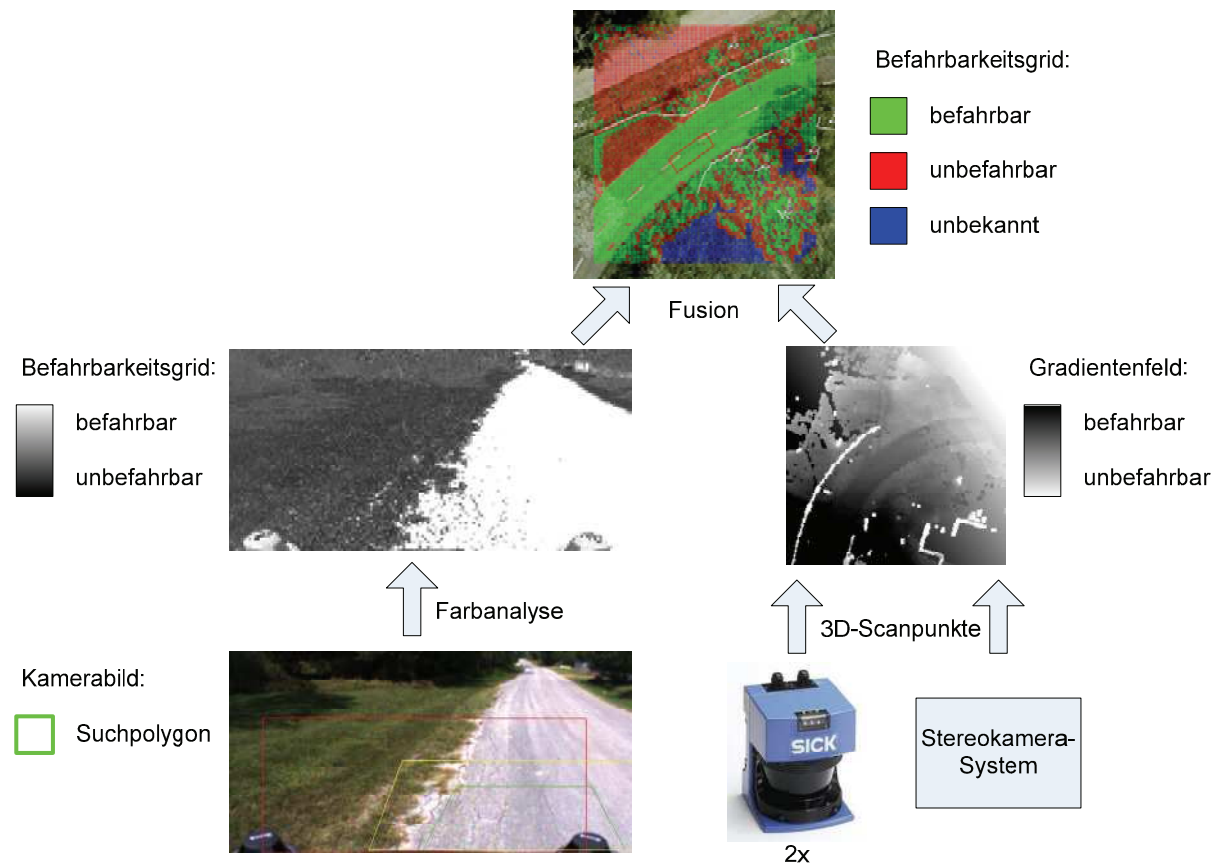 Befahrbarkeitsgrid:
befahrbar
unbefahrbar
unbekannt
Fusion
Befahrbarkeitsgrid:
befahrbar
unbefahrbar
Gradientenfeld:
befahrbar
unbefahrbar
Farbanalyse
3D-Scanpunkte
Kamerabild:
Suchpolygon
SICK
Stereokamera-
System
2x